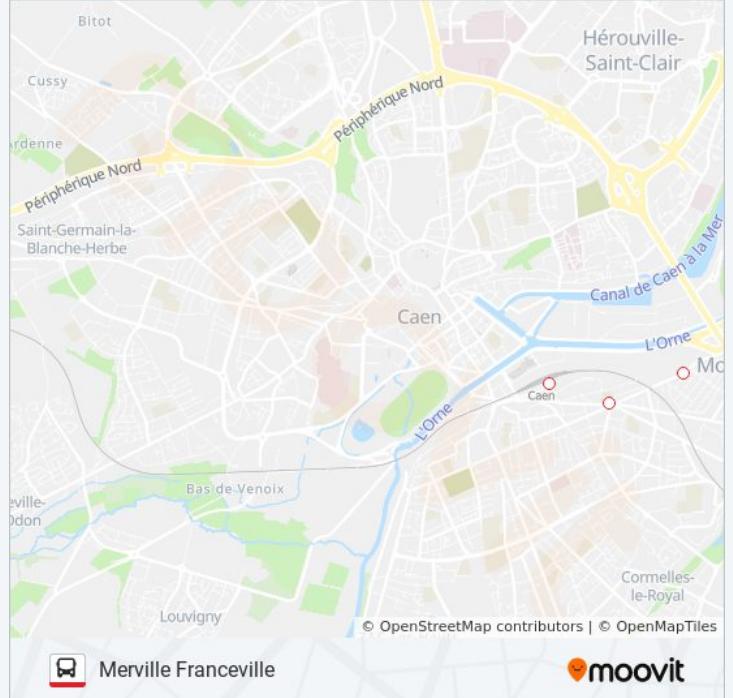 Bitot
Hérouville-
Saint-Clair
Cussy
Périphérique Nord
Ardenne
Périphérique Nord
Saint-Germain-la-
Blanche-Herbe
Canal de Caen à la Mer
Caen
L'Orne
Mo
Caen
L'Orne
Bas de Venoix
eville-
Odon
Cormelles-
le-Royal
Louvigny
© OpenStreetMap contributors | © OpenMapTiles
Merville Franceville
moovit